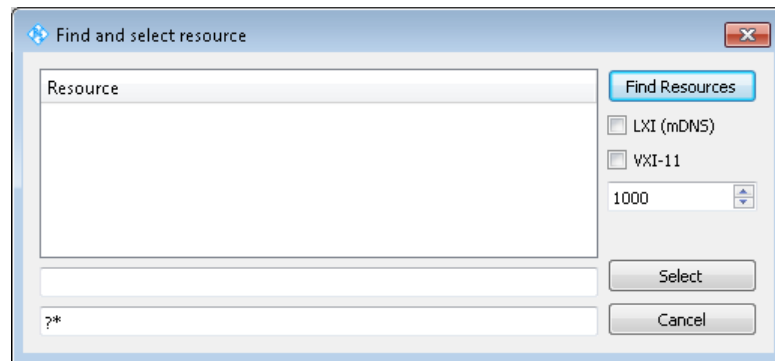 Find and select resource
Resource
Find Resources
LXI (mDNS)
VXI-11
1000
Select
?*
Cancel